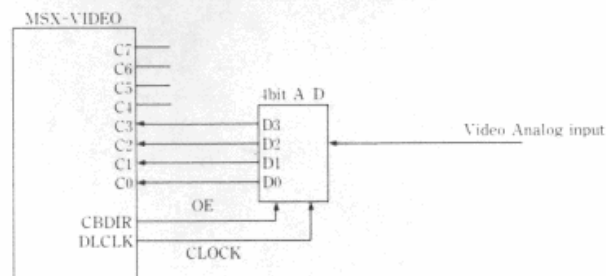 MSX-VIDEO
C7
C6
C5
C4
C3
C2
C1
C0
CBDIR
DLCLK
4bit A D
D3
D2
D1
D0
Video Analog input
OE
CLOCK